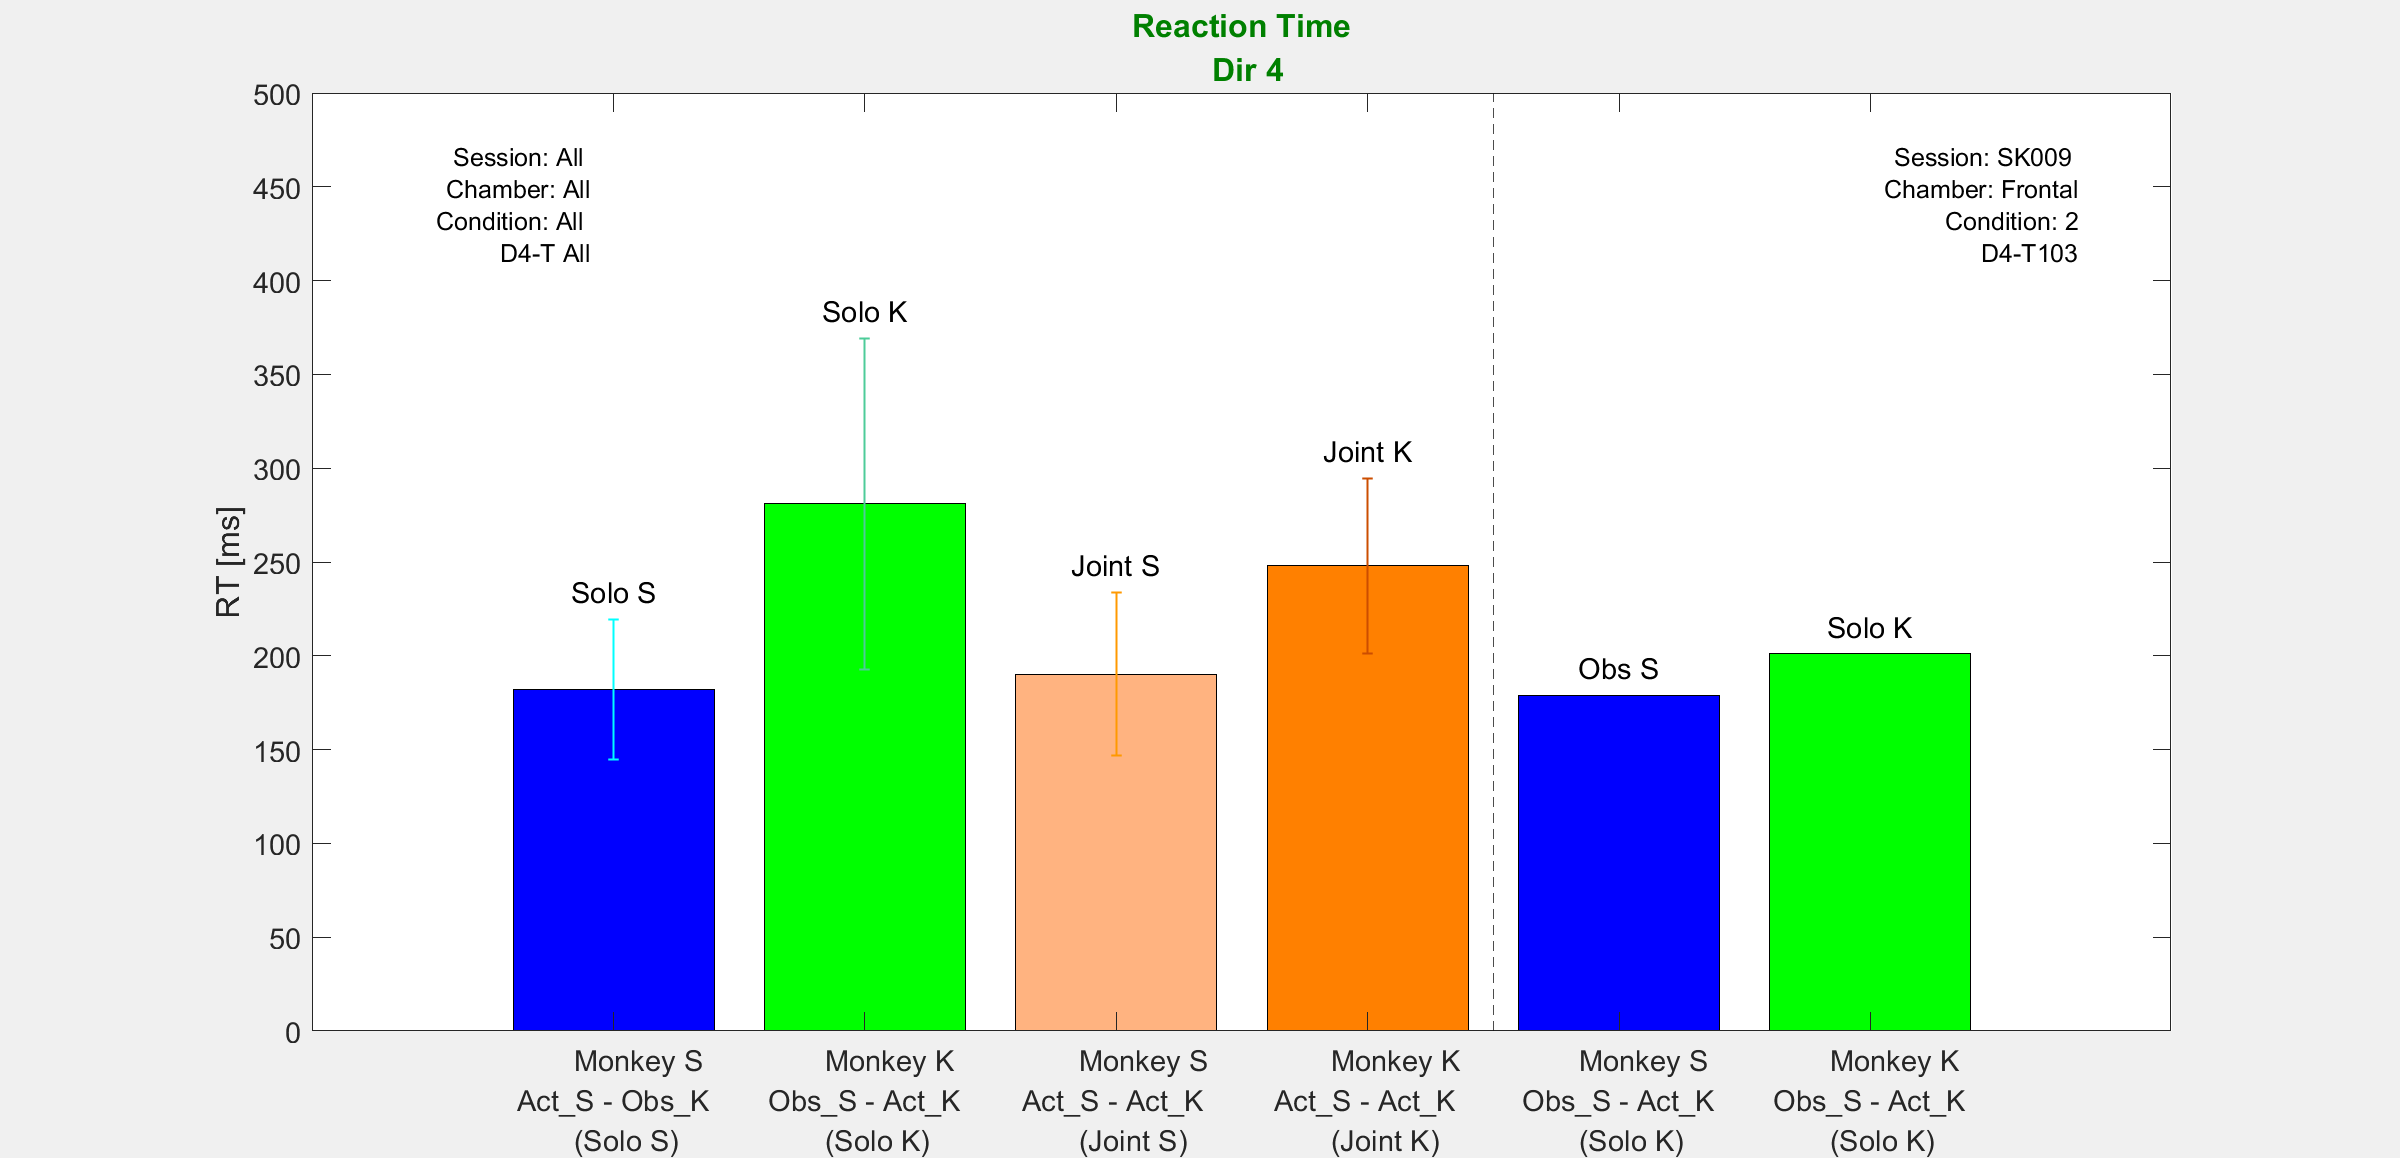 Reaction Time
Dir 4
500
450
400
350
300
250
200
150
100
50
0
RT [ms]
Session: All
Chamber: All
Condition: All
D4-T All
Session: SK009
Chamber: Frontal
Condition: 2
D4-T103
Solo S
Solo K
Joint S
Joint K
Obs S
Solo K
Monkey S
Act_S - Obs_K
(Solo S)
Monkey K
Obs_S - Act_K
(Solo K)
Monkey S
Act_S - Act_K
(Joint S)
Monkey K
Act_S - Act_K
(Joint K)
Monkey S
Obs_S - Act_K
(Solo K)
Monkey K
Obs_S - Act_K
(Solo K)